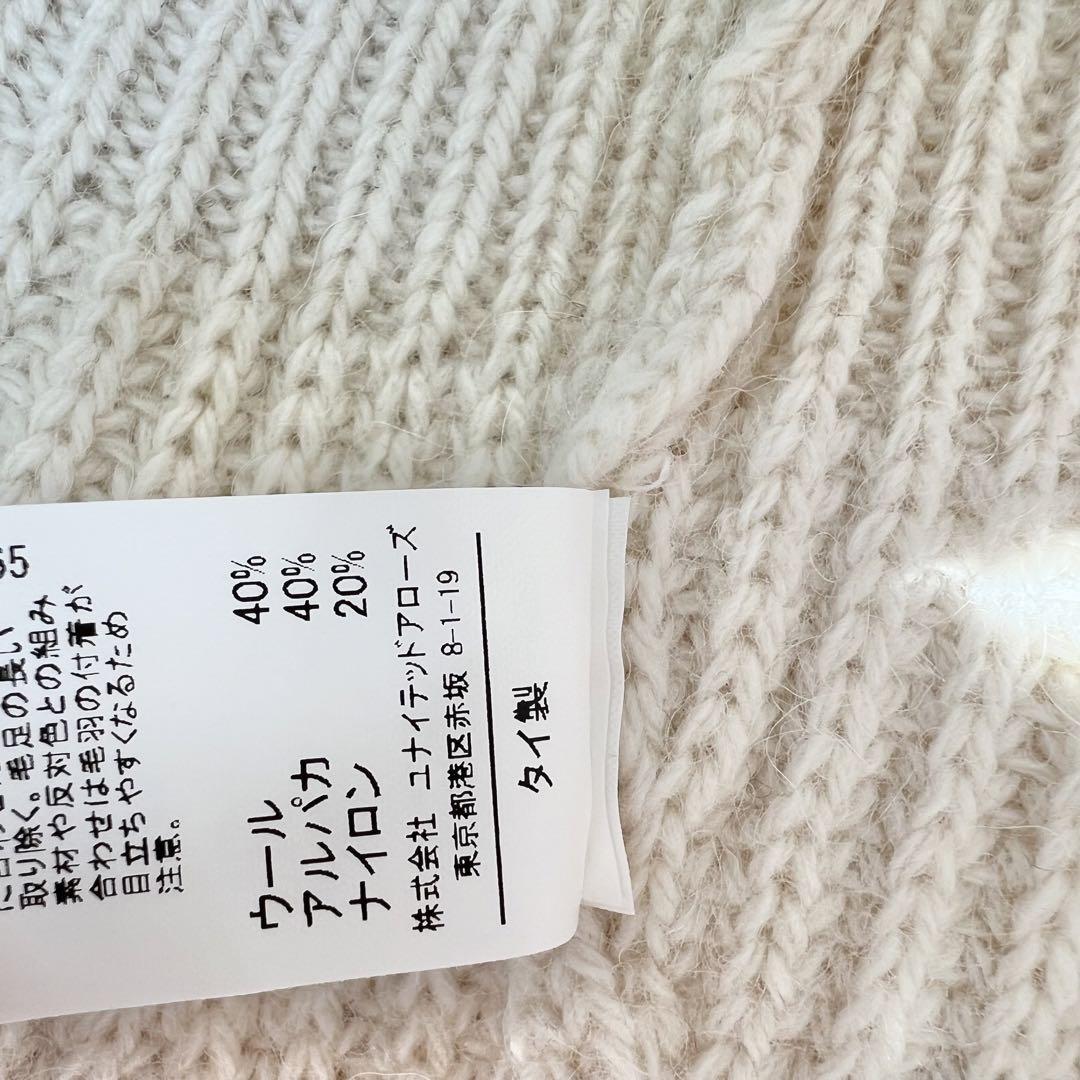 取り除く。毛足の長い
素材や反対色との組み
合わせは毛羽の付着が
目立ちやすくなるため
注意。
ウール 40%
アルパカ 40%
ナイロン 20%
株式会社 ユナイテッドアローズ
東京都港区赤坂 8-1-19
タイ製